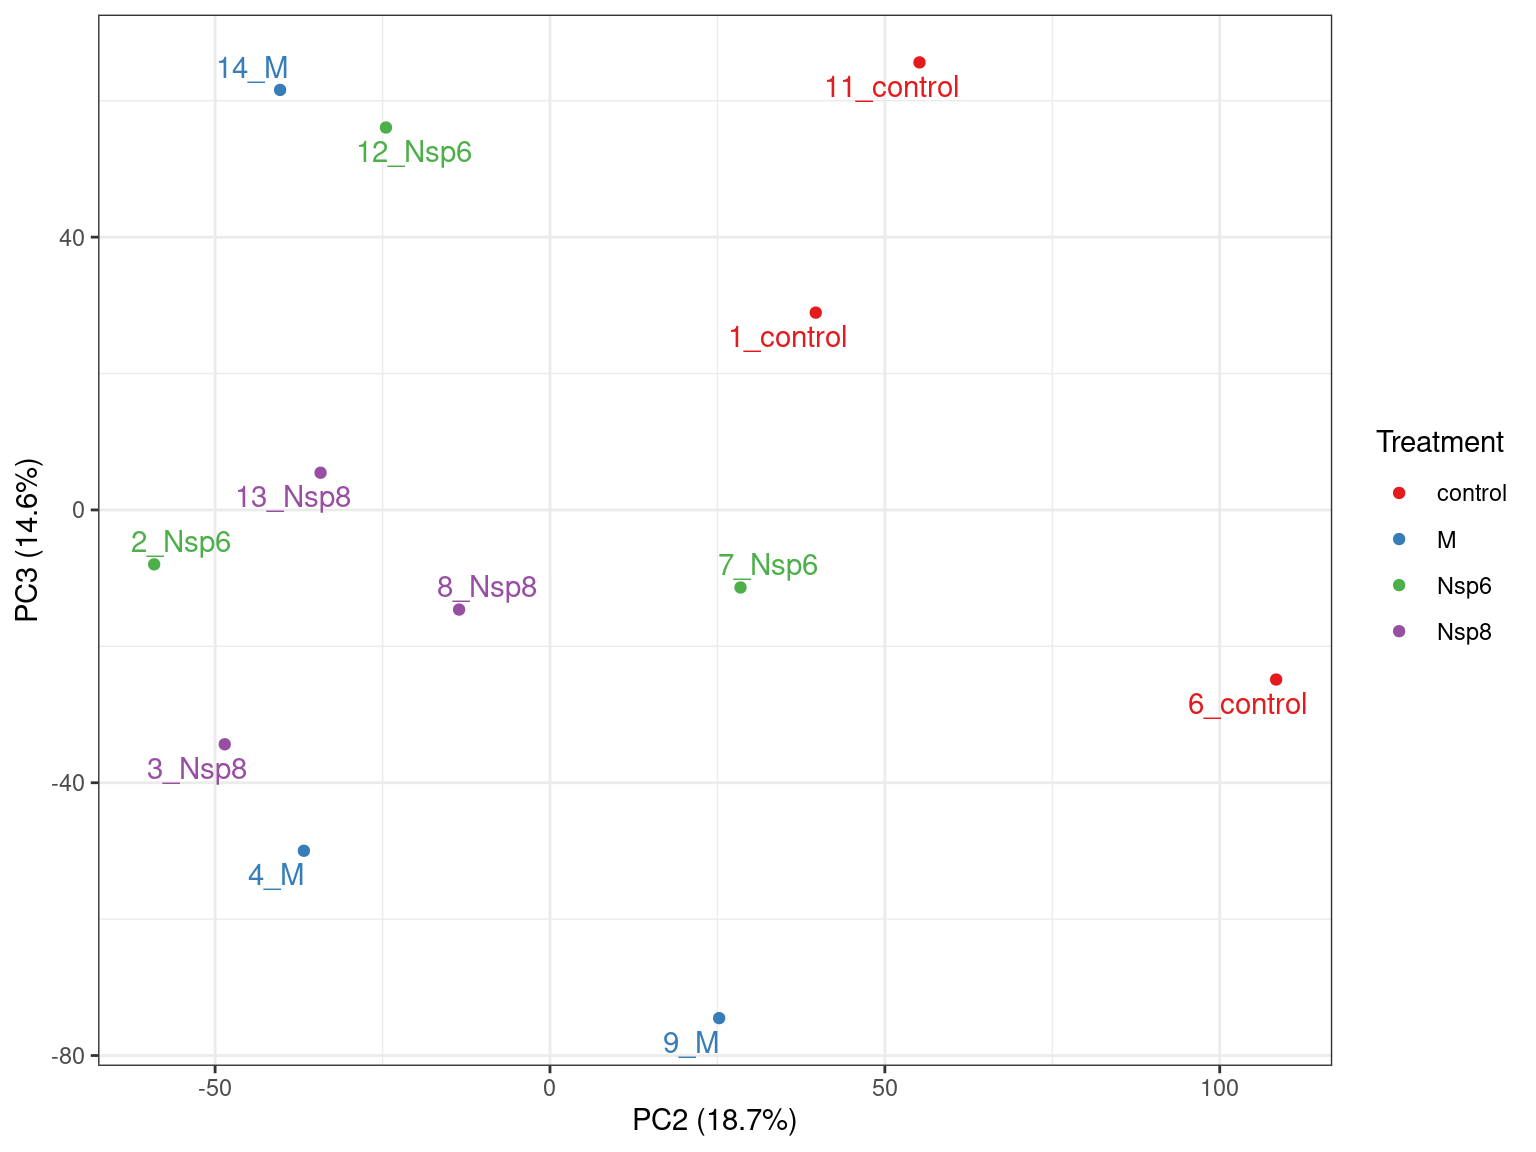 14_M
11_control
12_Nsp6
40
1_control
Treatment
control
M
Nsp6
Nsp8
13_Nsp8
0
2_Nsp6
7_Nsp6
8_Nsp8
PC3 (14.6%)
6_control
3_Nsp8
-40
4_M
9_M
-80
-50
0
50
100
PC2 (18.7%)